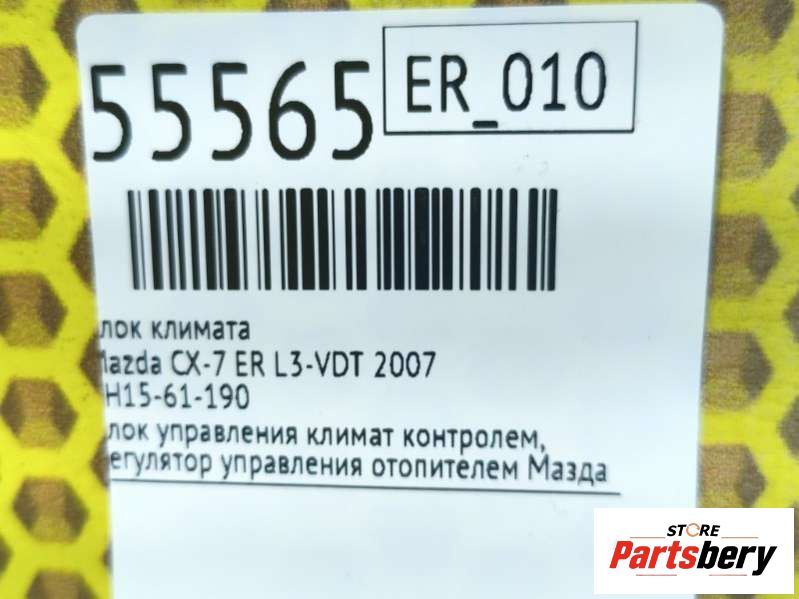 55565
ER_010
лок климата
Mazda CX-7 ER L3-VDT 2007
H15-61-190
лок управления климат контролем,
егулятор управления отопителем Мазда
STORE
Partsbery